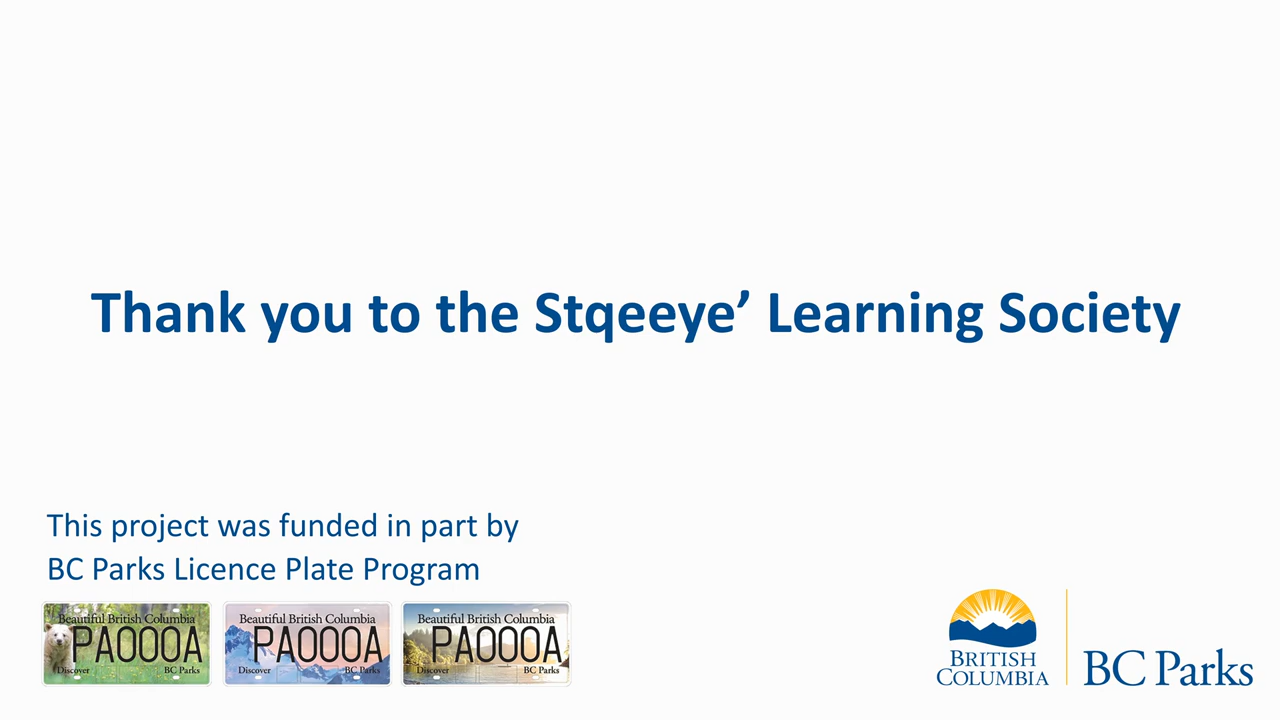 Thank you to the Stqeeye’ Learning Society
This project was funded in part by
BC Parks Licence Plate Program
Beautiful British Columbia
PA000A
Discover BC Parks
Beautiful British Columbia
PA000A
Discover BC Parks
Beautiful British Columbia
PA000A
Discover BC Parks
BRITISH
COLUMBIA
BC Parks